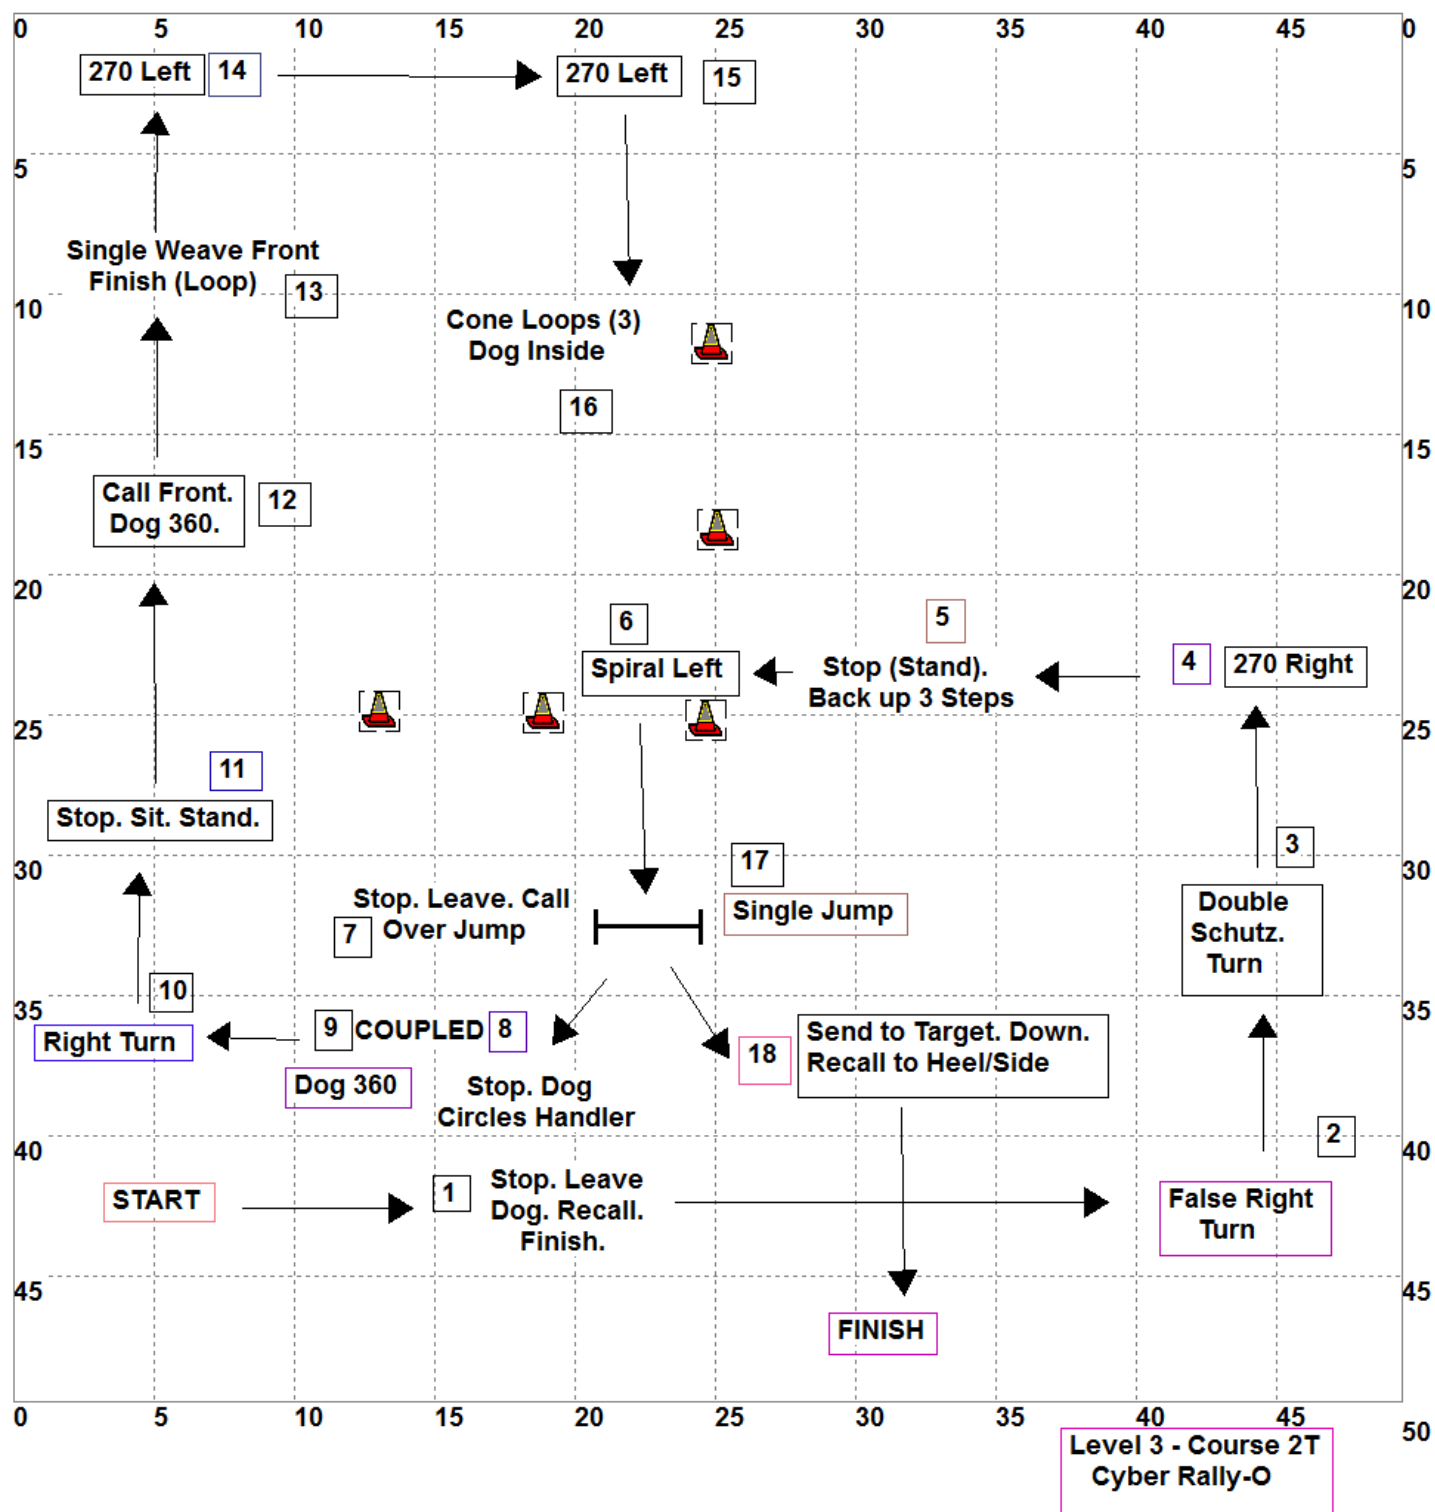 0 5 10 15 20 25 30 35 40 45 0
270 Left 14 270 Left 15
5 5
Single Weave Front
Finish (Loop) 13
10 10
Cone Loops (3)
Dog Inside
16
15 15
Call Front.
Dog 360.
12
20 20
6 5
Spiral Left Stop (Stand).
Back up 3 Steps
4 270 Right
25 25
11
Stop. Sit. Stand.
3
30 30
17
Stop. Leave. Call
Over Jump
7
Single Jump
Double
Schutz.
Turn
10
35 35
Right Turn 9 COUPLED 8
18 Send to Target. Down.
Recall to Heel/Side
Dog 360 Stop. Dog
Circles Handler
2
40 40
START 1 Stop. Leave
Dog. Recall.
Finish.
False Right
Turn
45 45
FINISH
0 5 10 15 20 25 30 35 40 45 50
Level 3 - Course 2T
Cyber Rally-O